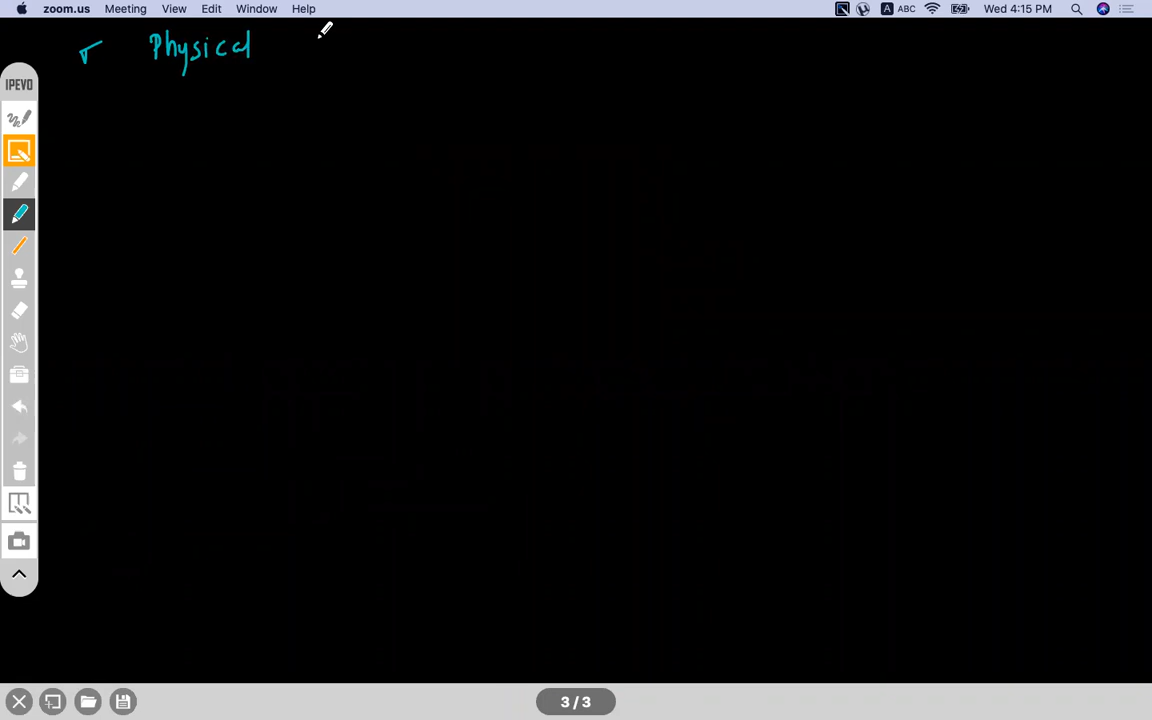 zoom.us Meeting View Edit Window Help A ABC Wed 4:15 PM
Physical
IPEVO
3 / 3